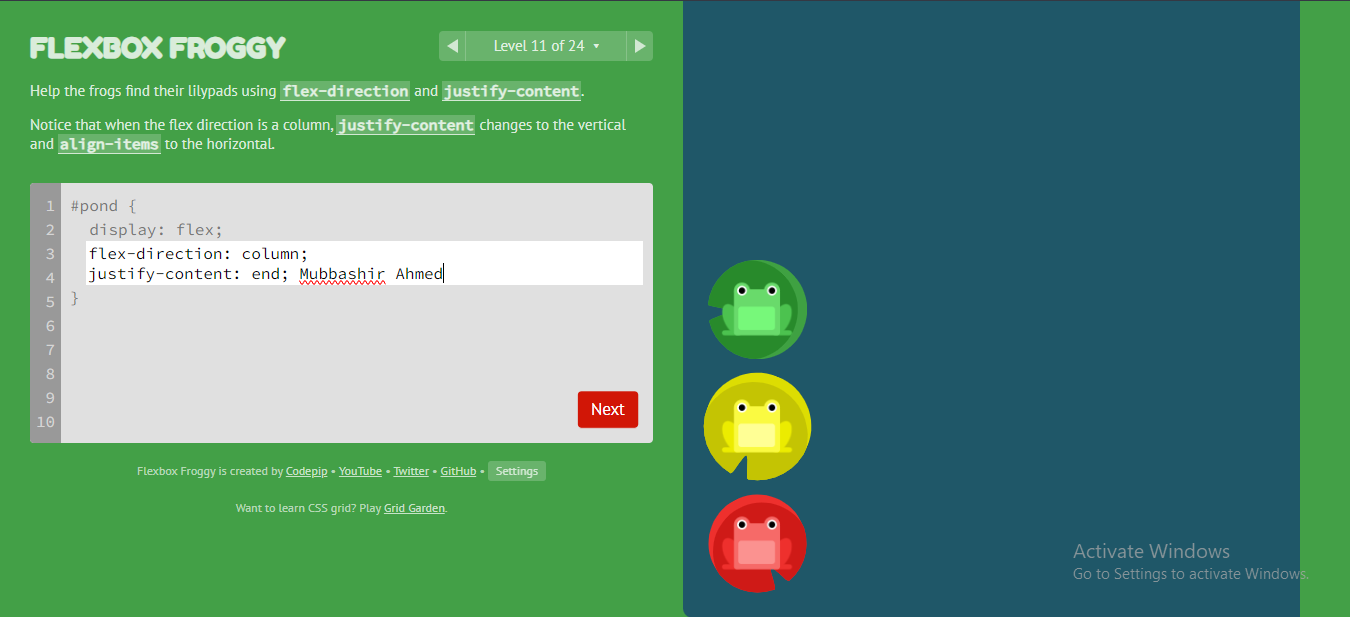 FLEXBOX FROGGY
Level 11 of 24
Help the frogs find their lilypads using flex-direction and justify-content.
Notice that when the flex direction is a column, justify-content changes to the vertical
and align-items to the horizontal.
1 #pond {
2 display: flex;
3 flex-direction: column;
4 justify-content: end; Mubbashir Ahmed
5 }
6
7
8
9
10
Next
Flexbox Froggy is created by Codepip • YouTube • Twitter • GitHub • Settings
Want to learn CSS grid? Play Grid Garden.
Activate Windows
Go to Settings to activate Windows.